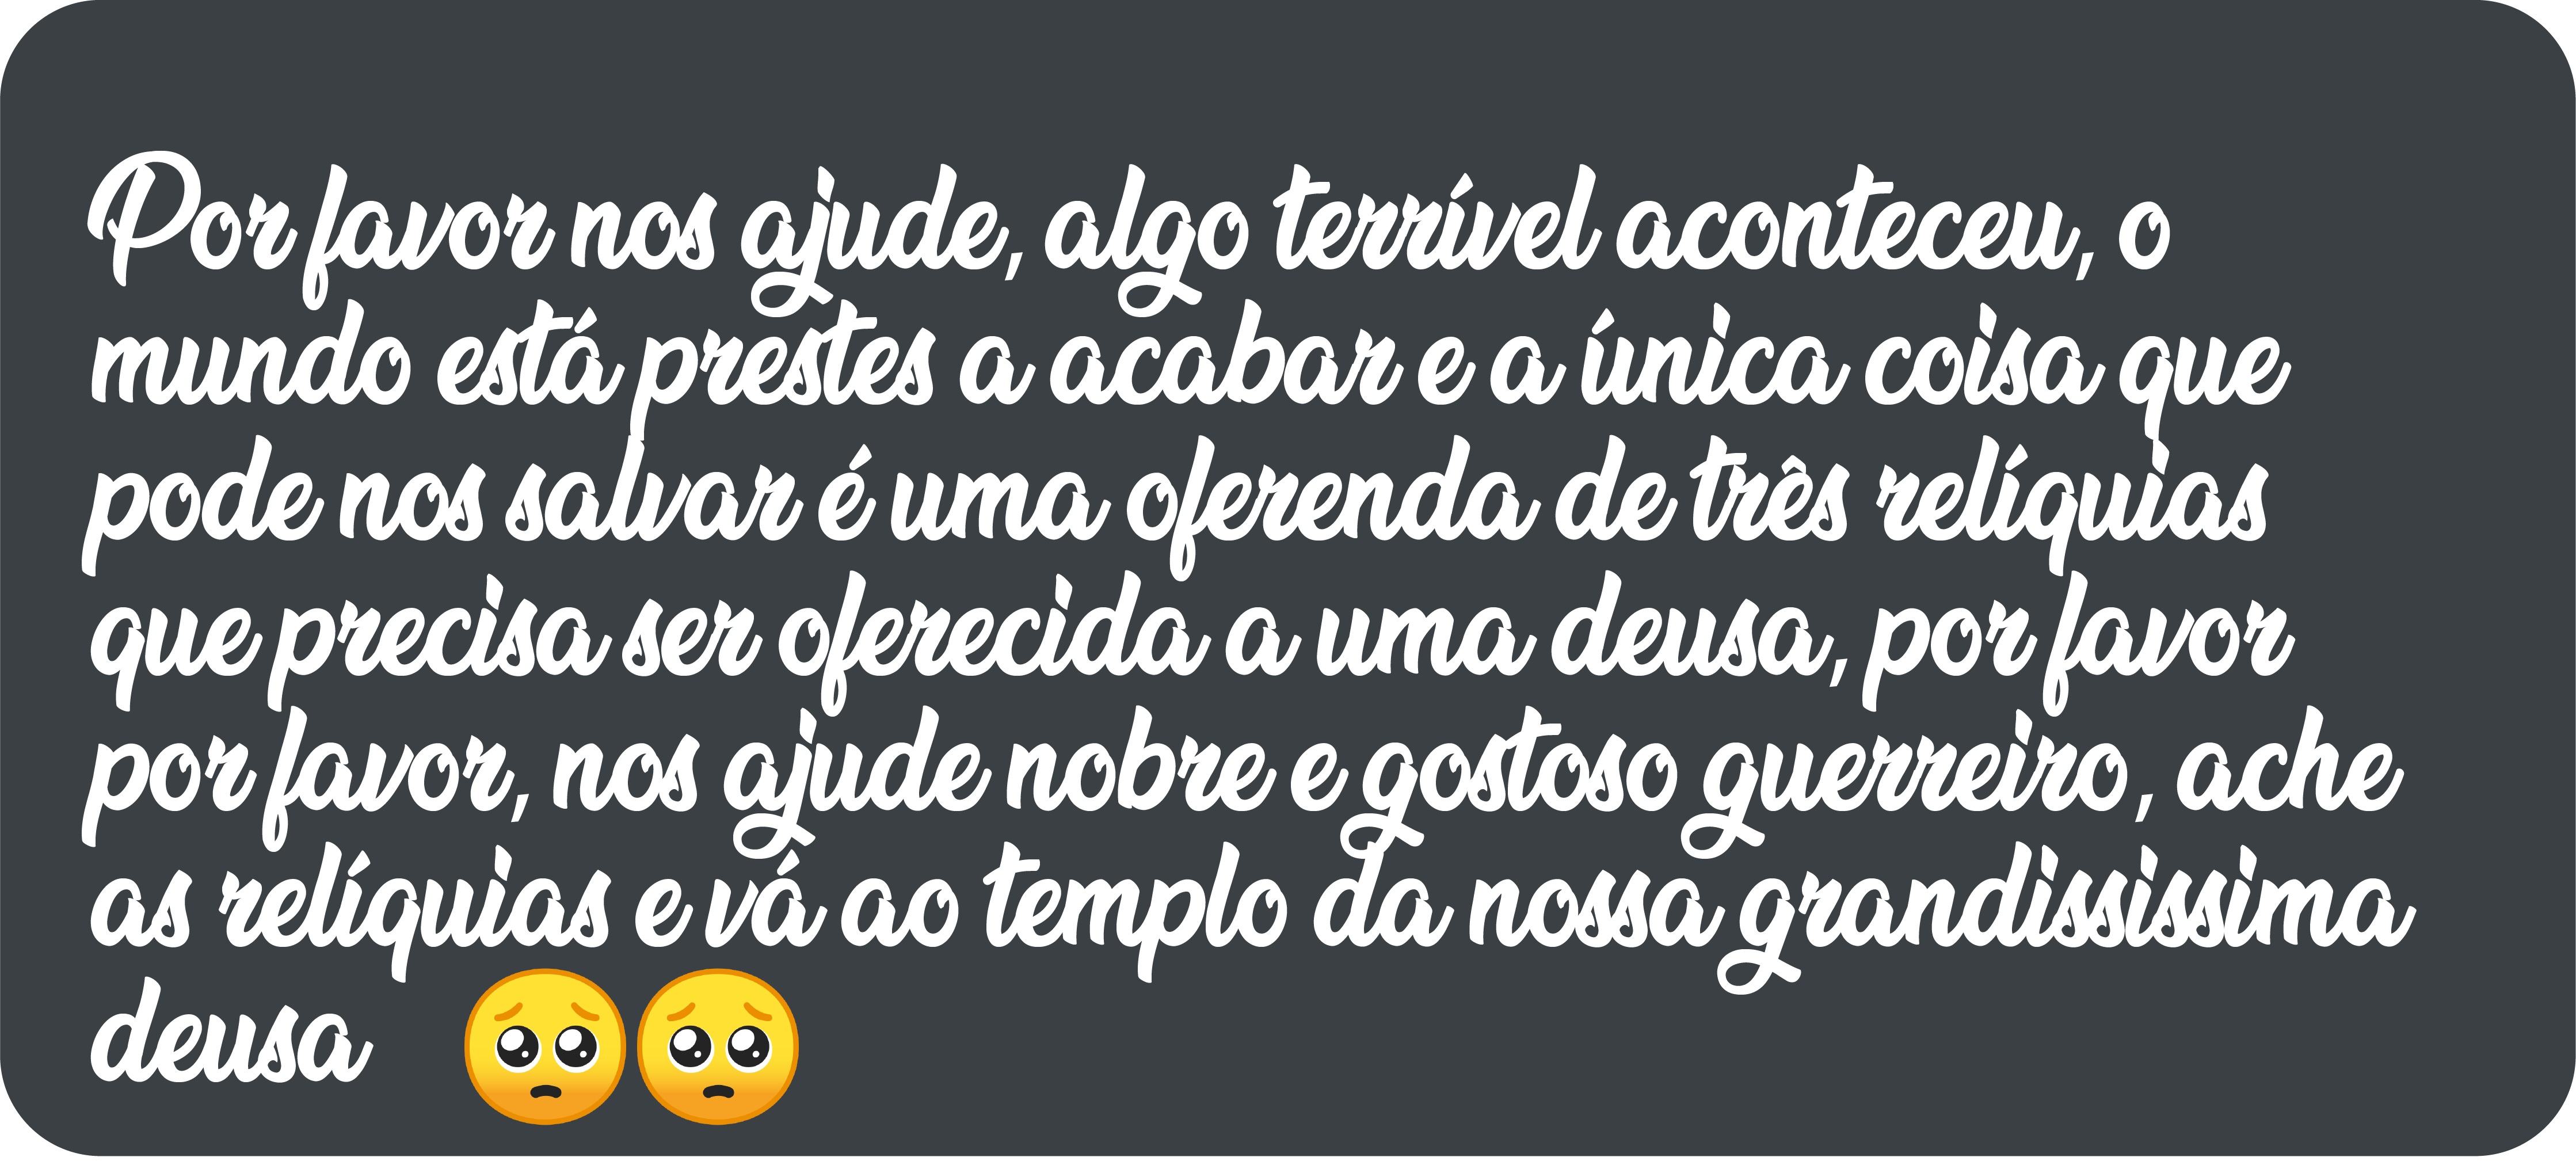 Por favor nos ajude, algo terrível aconteceu, o
mundo está prestes a acabar e a única coisa que
pode nos salvar é uma oferenda de três relíquias
que precisa ser oferecida a uma deusa, por favor
por favor, nos ajude nobre e gostoso guerreiro, ache
as relíquias e vá ao templo da nossa grandississima
deusa 🥺🥺